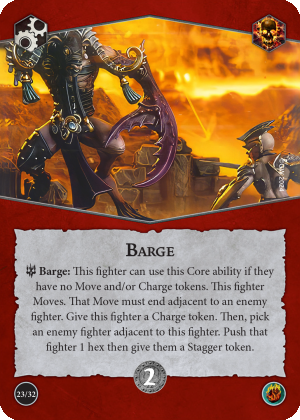 BARGE
Barge: This fighter can use this Core ability if they
have no Move and/or Charge tokens. This fighter
Moves. That Move must end adjacent to an enemy
fighter. Give this fighter a Charge token. Then, pick
an enemy fighter adjacent to this fighter. Push that
fighter 1 hex then give them a Stagger token.
23/32
2